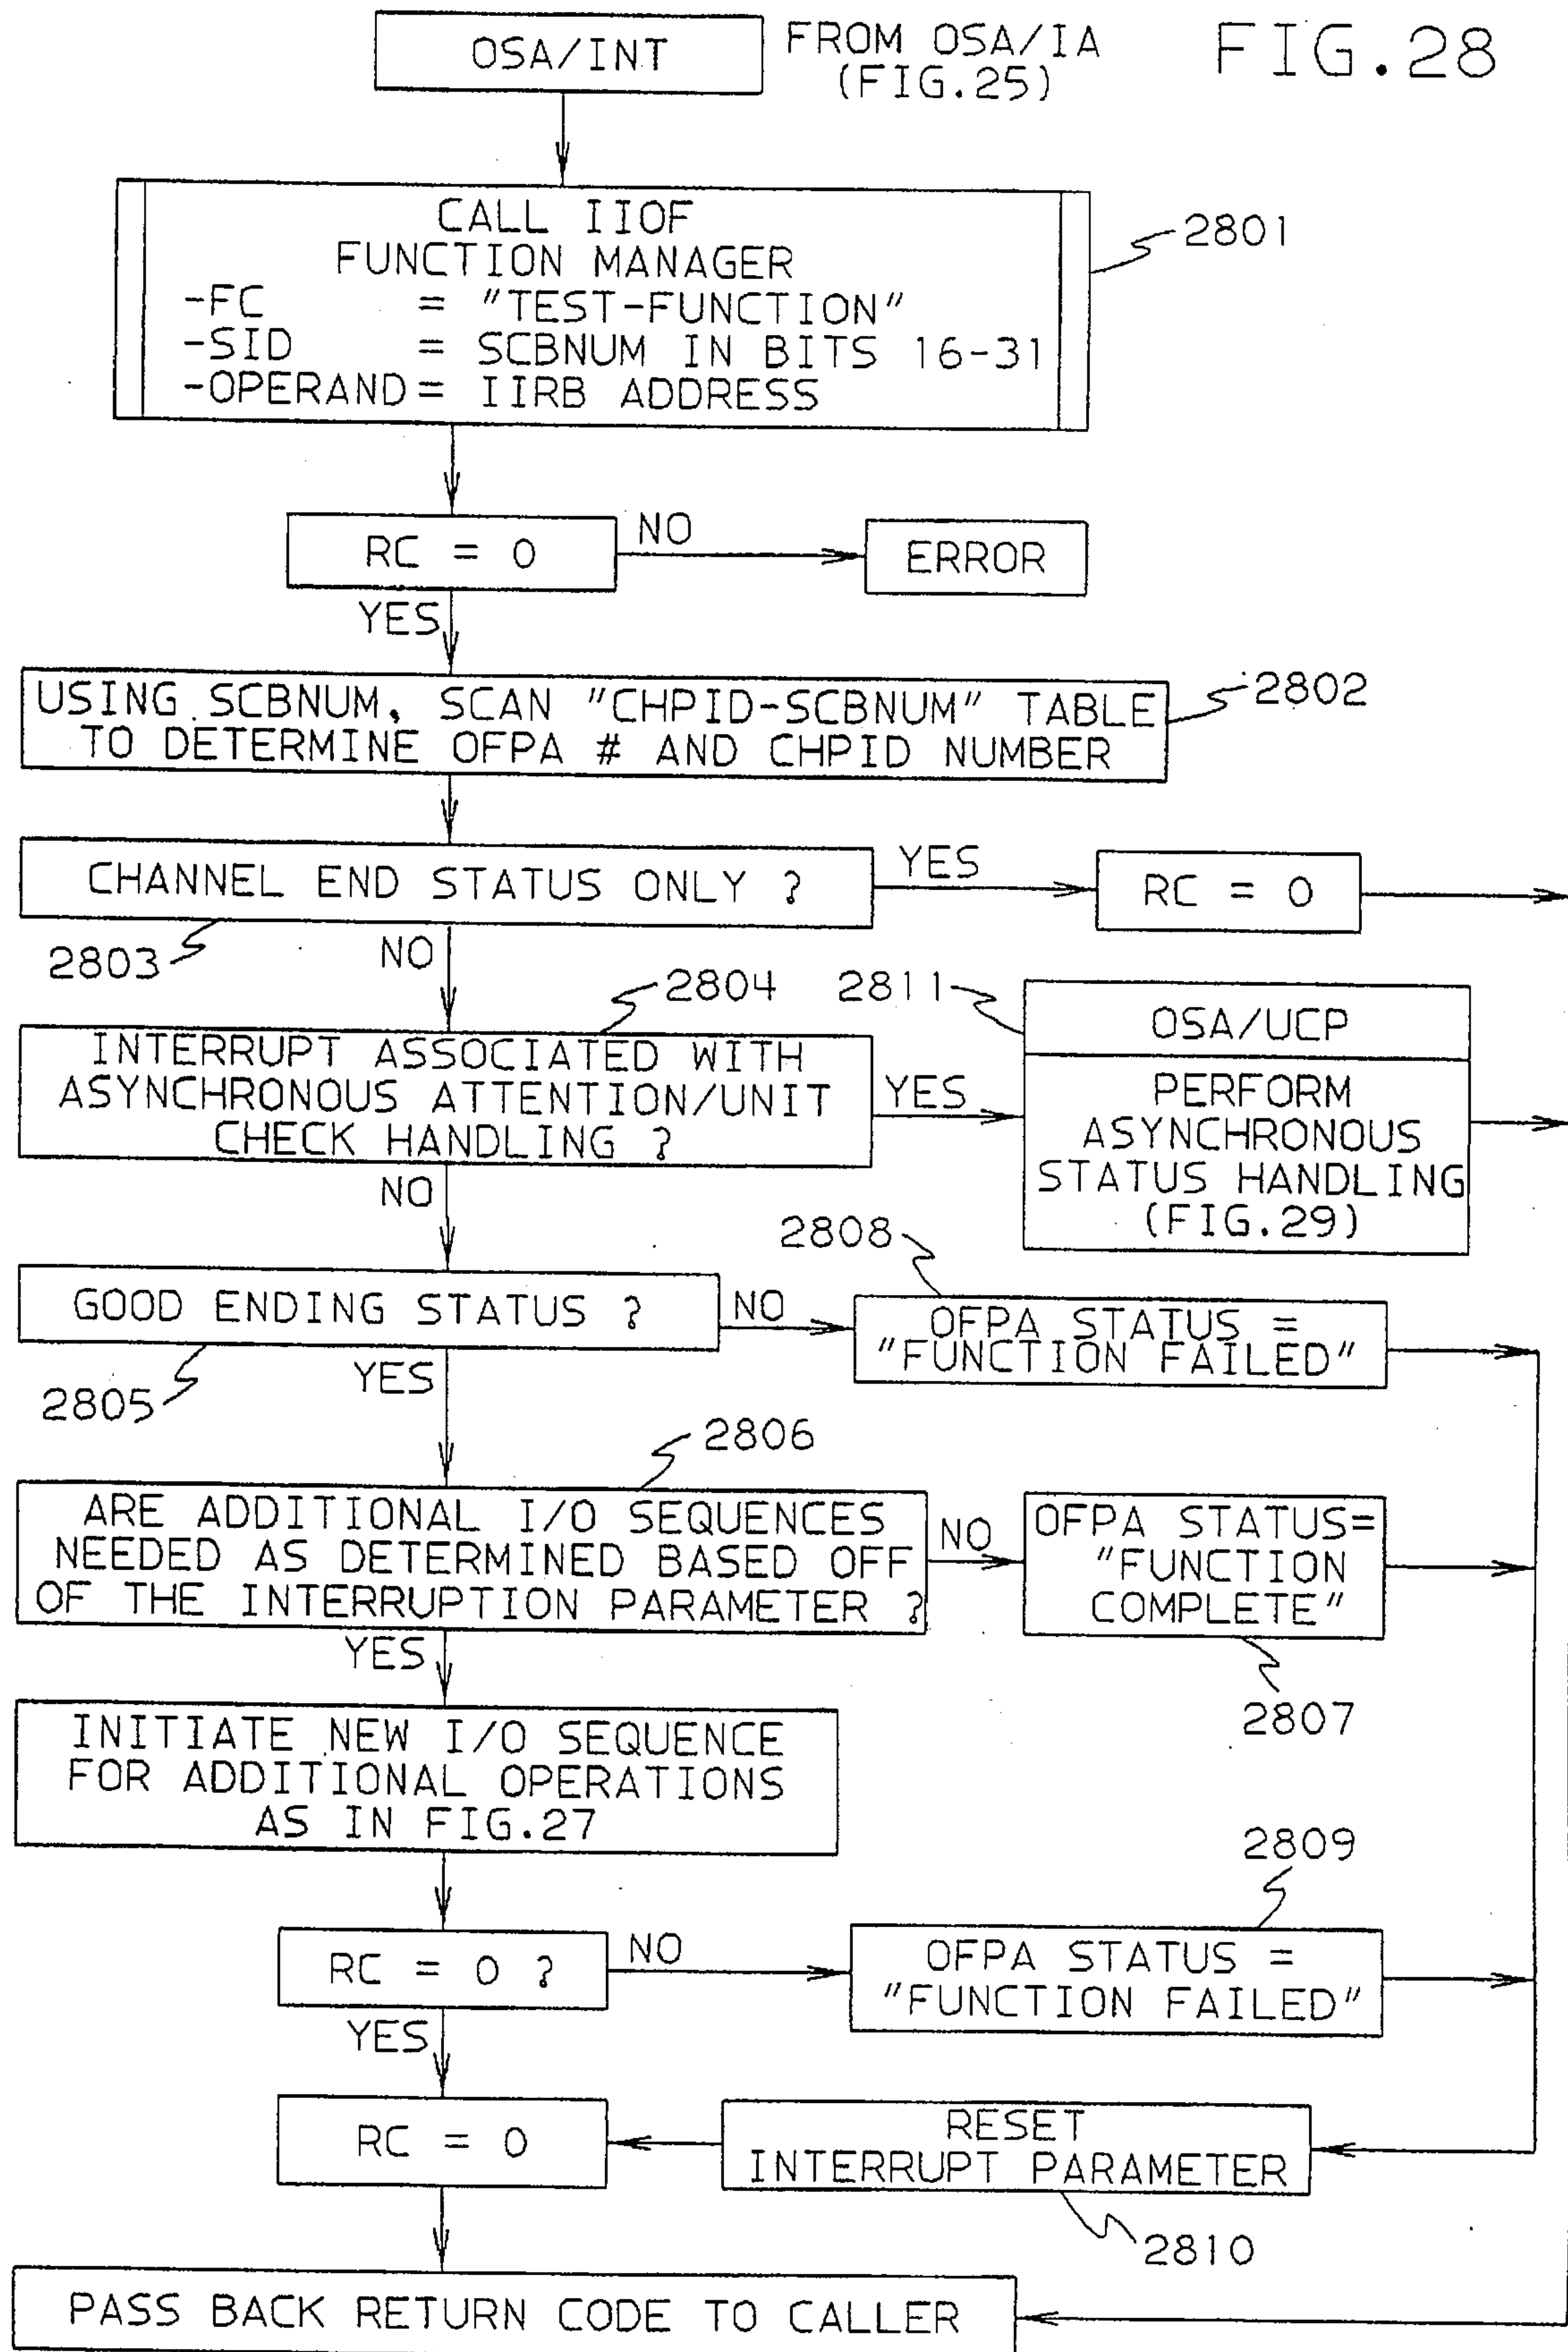 OSA/INT
FROM OSA/IA
(FIG.25)
FIG.28
CALL IIOF
FUNCTION MANAGER
-FC = "TEST-FUNCTION"
-SID = SCBNUM IN BITS 16-31
-OPERAND = IIRB ADDRESS
2801
RC = 0
NO
ERROR
YES
USING SCBNUM, SCAN "CHPID-SCBNUM" TABLE
TO DETERMINE OFPA # AND CHPID NUMBER
2802
CHANNEL END STATUS ONLY ?
YES
RC = 0
2803
NO
2804
2811
INTERRUPT ASSOCIATED WITH
ASYNCHRONOUS ATTENTION/UNIT
CHECK HANDLING ?
YES
OSA/UCP
PERFORM
ASYNCHRONOUS
STATUS HANDLING
(FIG.29)
NO
2808
GOOD ENDING STATUS ?
NO
OFPA STATUS =
"FUNCTION FAILED"
2805
YES
2806
ARE ADDITIONAL I/O SEQUENCES
NEEDED AS DETERMINED BASED OFF
OF THE INTERRUPTION PARAMETER ?
NO
OFPA STATUS=
"FUNCTION
COMPLETE"
2807
YES
INITIATE NEW I/O SEQUENCE
FOR ADDITIONAL OPERATIONS
AS IN FIG.27
2809
RC = 0 ?
NO
OFPA STATUS =
"FUNCTION FAILED"
YES
RC = 0
RESET
INTERRUPT PARAMETER
2810
PASS BACK RETURN CODE TO CALLER